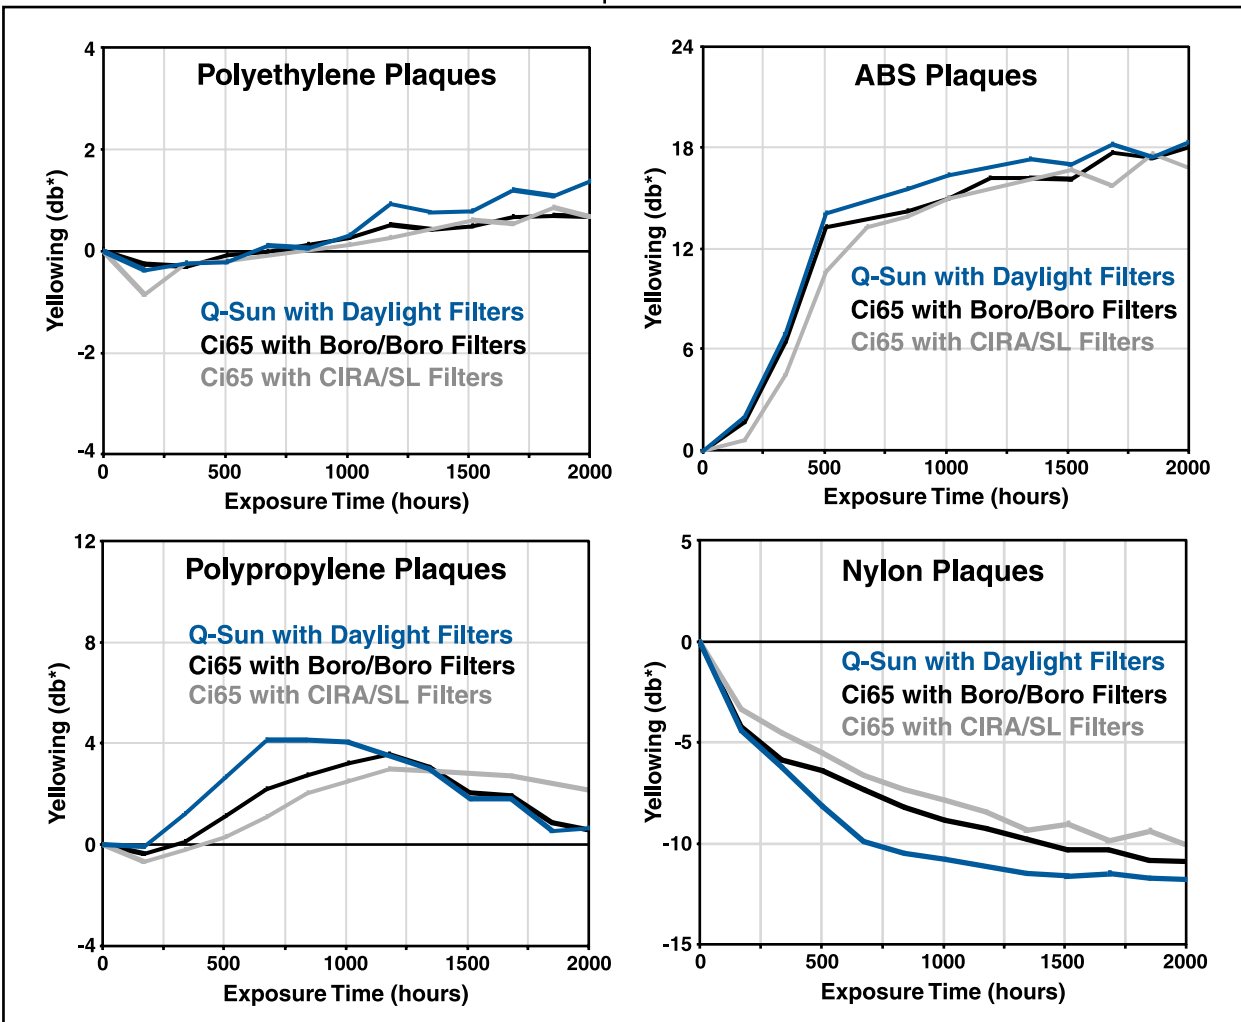 4
2
0
-2
-4
Yellowing (db*)
Polyethylene Plaques
Q-Sun with Daylight Filters
Ci65 with Boro/Boro Filters
Ci65 with CIRA/SL Filters
0
500
1000
1500
2000
Exposure Time (hours)
24
18
12
6
0
Yellowing (db*)
ABS Plaques
Q-Sun with Daylight Filters
Ci65 with Boro/Boro Filters
Ci65 with CIRA/SL Filters
0
500
1000
1500
2000
Exposure Time (hours)
12
8
4
0
-4
Yellowing (db*)
Polypropylene Plaques
Q-Sun with Daylight Filters
Ci65 with Boro/Boro Filters
Ci65 with CIRA/SL Filters
0
500
1000
1500
2000
Exposure Time (hours)
5
0
-5
-10
-15
Yellowing (db*)
Nylon Plaques
Q-Sun with Daylight Filters
Ci65 with Boro/Boro Filters
Ci65 with CIRA/SL Filters
0
500
1000
1500
2000
Exposure Time (hours)